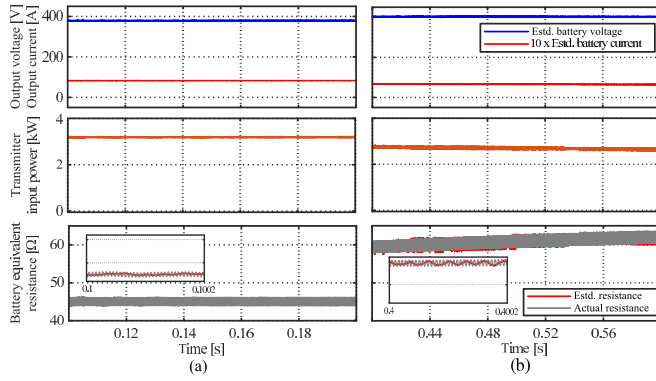 Output voltage [V]
Output current [A]
400
200
0
Estd. battery voltage
10 x Estd. battery current
Transmitter
input power [kW]
4
2
0
Battery equivalent
resistance [Ω]
60
50
40
0.1
0.1002
0.4
0.4002
Estd. resistance
Actual resistance
0.12
0.14
0.16
0.18
0.44
0.48
0.52
0.56
Time [s]
Time [s]
(a)
(b)